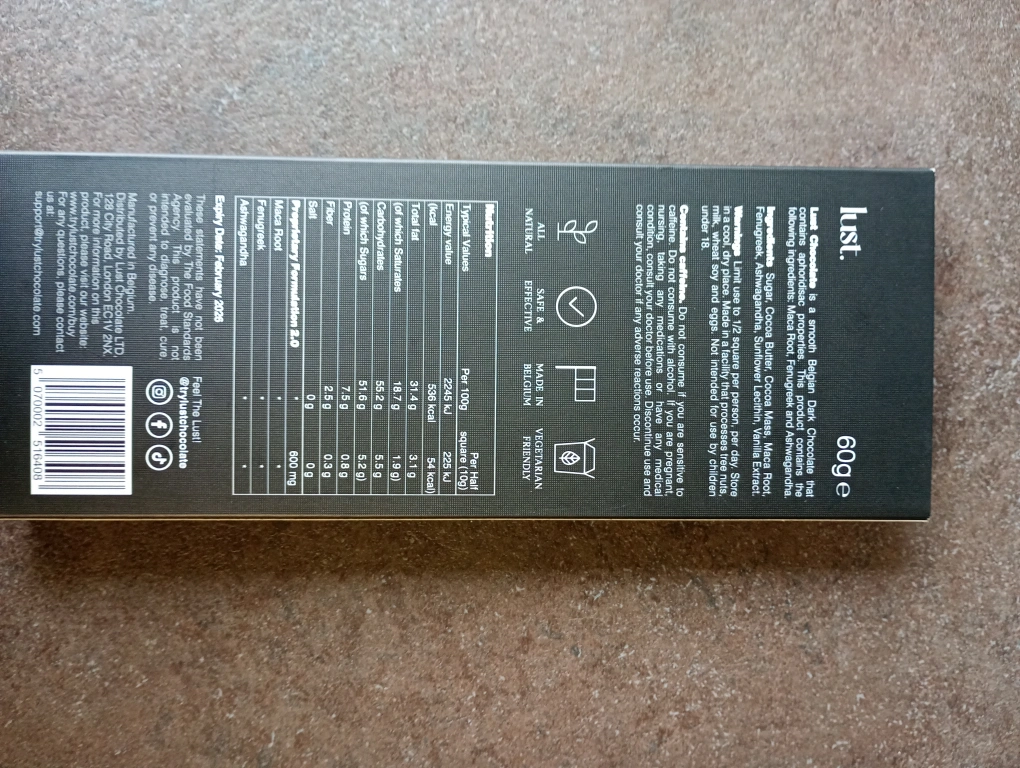 lust. 60g e
Lust Chocolate is a smooth Belgian Dark Chocolate that
contains aphoridisac properties. This product contains the
following ingredients: Maca Root, Fenugreek and Ashwagandha.
Ingredients Sugar, Cocoa Butter, Cocoa Mass, Maca Root,
Fenugreek, Ashwagandha, Sunflower Lecithin, Vanilla Extract.
Warnings Limit use to 1/2 square per person, per day. Store
in a cool, dry place. Made in a facility that processes tree nuts,
milk, wheat soy and eggs. Not intended for use by children
under 18.
Contains caffeine. Do not consume if you are sensitive to
caffeine. Do not consume with alcohol. If you are pregnant,
nursing, taking any medications or have any medical
condition, consult your doctor before use. Discontinue use and
consult your doctor if any adverse reactions occur.
ALL NATURAL
SAFE & EFFECTIVE
MADE IN BELGIUM
VEGETARIAN FRIENDLY
Nutrition
Typical Values Per 100g Per Half square (10g)
Energy value 2245 kJ 225 kJ
(kcal 536 kcal 54 kcal)
Total fat 31.4 g 3.1 g
(of which Saturates 18.7 g 1.9 g)
Carbohydrates 55.2 g 5.5 g
(of which Sugars 51.6 g 5.2 g)
Protein 7.5 g 0.8 g
Fiber 2.5 g 0.3 g
Salt 0 g 0 g
Proprietary Formulation 2.0 • 600 mg
Maca Root • •
Fenugreek • •
Ashwagandha • •
Expiry Date: February 2026
These statements have not been
evaluated by The Food Standards
Agency. This product is not
intended to diagnose, treat, cure,
or prevent any disease.
Manufactured in Belgium.
Distributed by Lust Chocolate LTD,
128 City Road, London EC1V 2NX.
For more information on this
product, please visit our website:
www.trylustchocolate.com/buy
For any questions, please contact
us at:
support@trylustchocolate.com
Feel The Lust!
@trylustchocolate
5 070002 516408